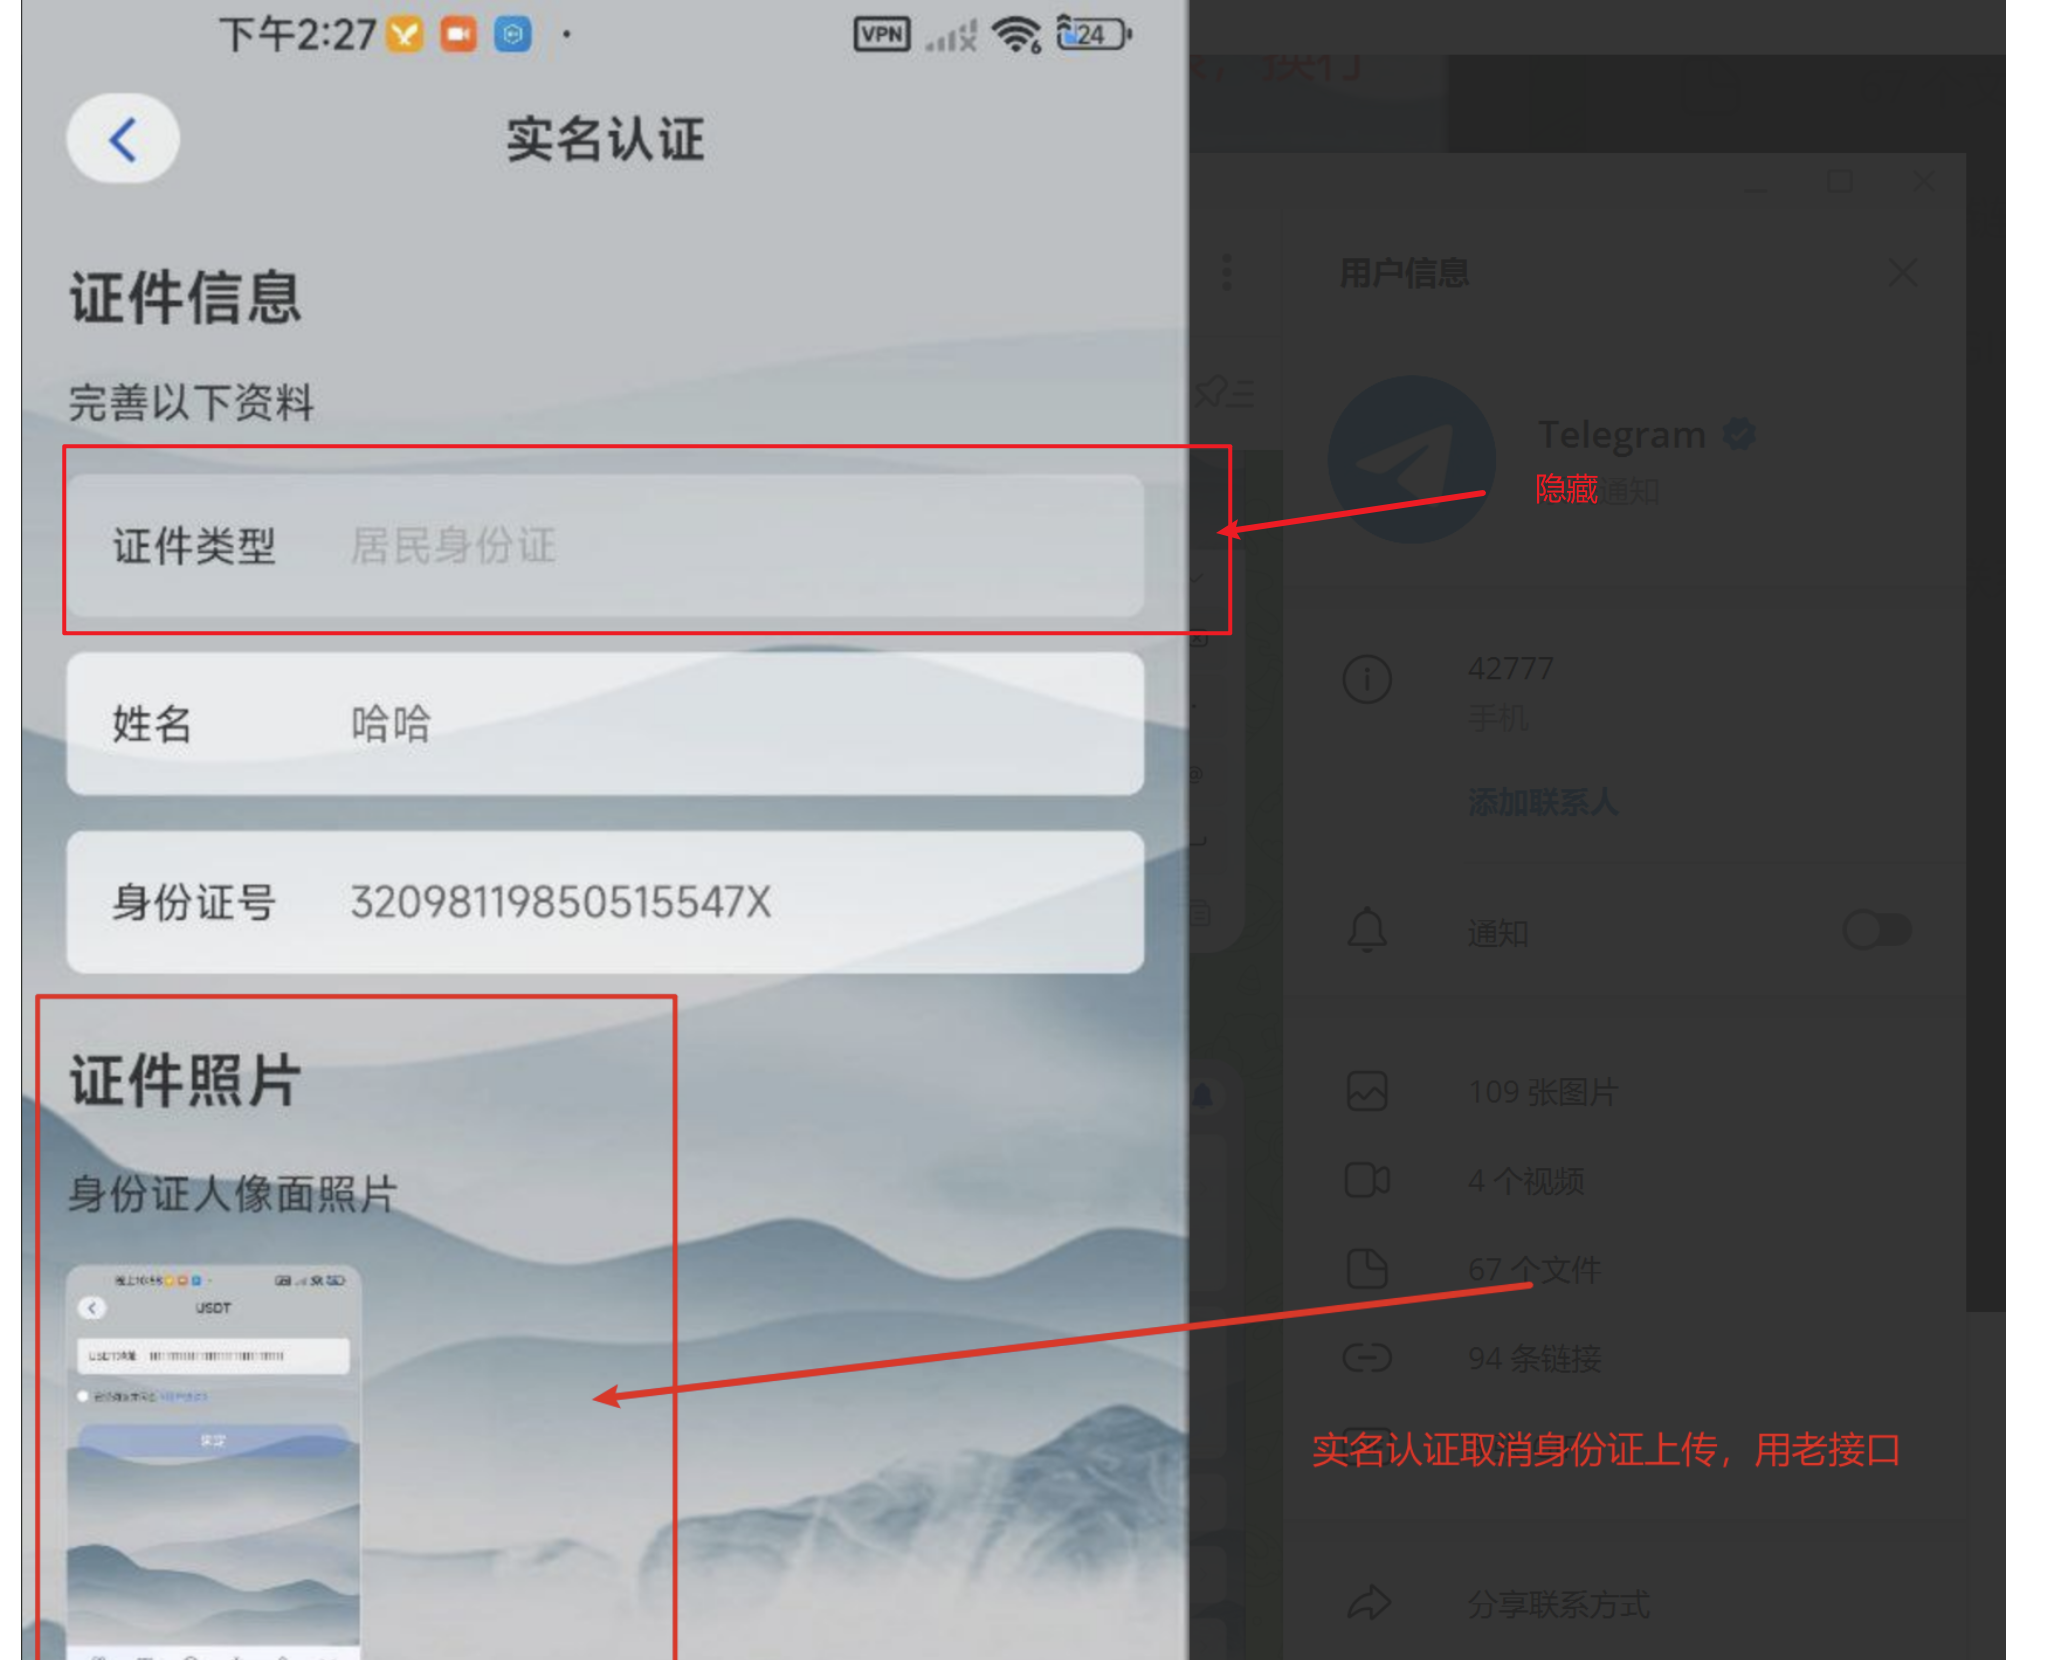 下午2:27
VPN
6
24
实名认证
证件信息
完善以下资料
证件类型 居民身份证
姓名 哈哈
身份证号 32098119850515547X
证件照片
身份证人像面照片
USDT
换行
用户信息
Telegram
隐藏通知
42777
手机
添加联系人
通知
109 张图片
4 个视频
67 个文件
94 条链接
实名认证取消身份证上传，用老接口
分享联系方式